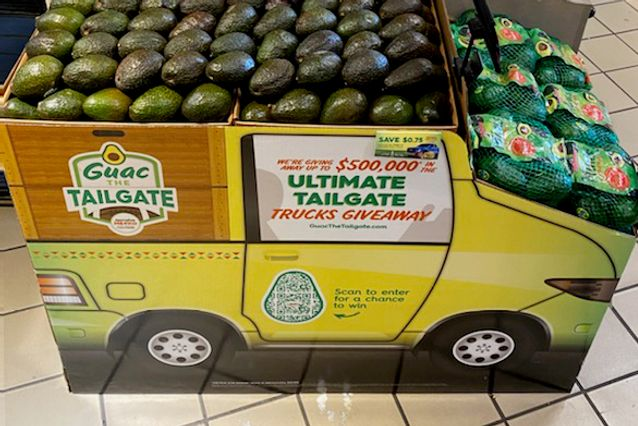 SAVE $0.75
WE'RE GIVING
AWAY UP TO $500,000* IN THE
ULTIMATE
TAILGATE
TRUCKS GIVEAWAY
GuacTheTailgate.com
Guac
THE
TAILGATE
Scan to enter
for a chance
to win